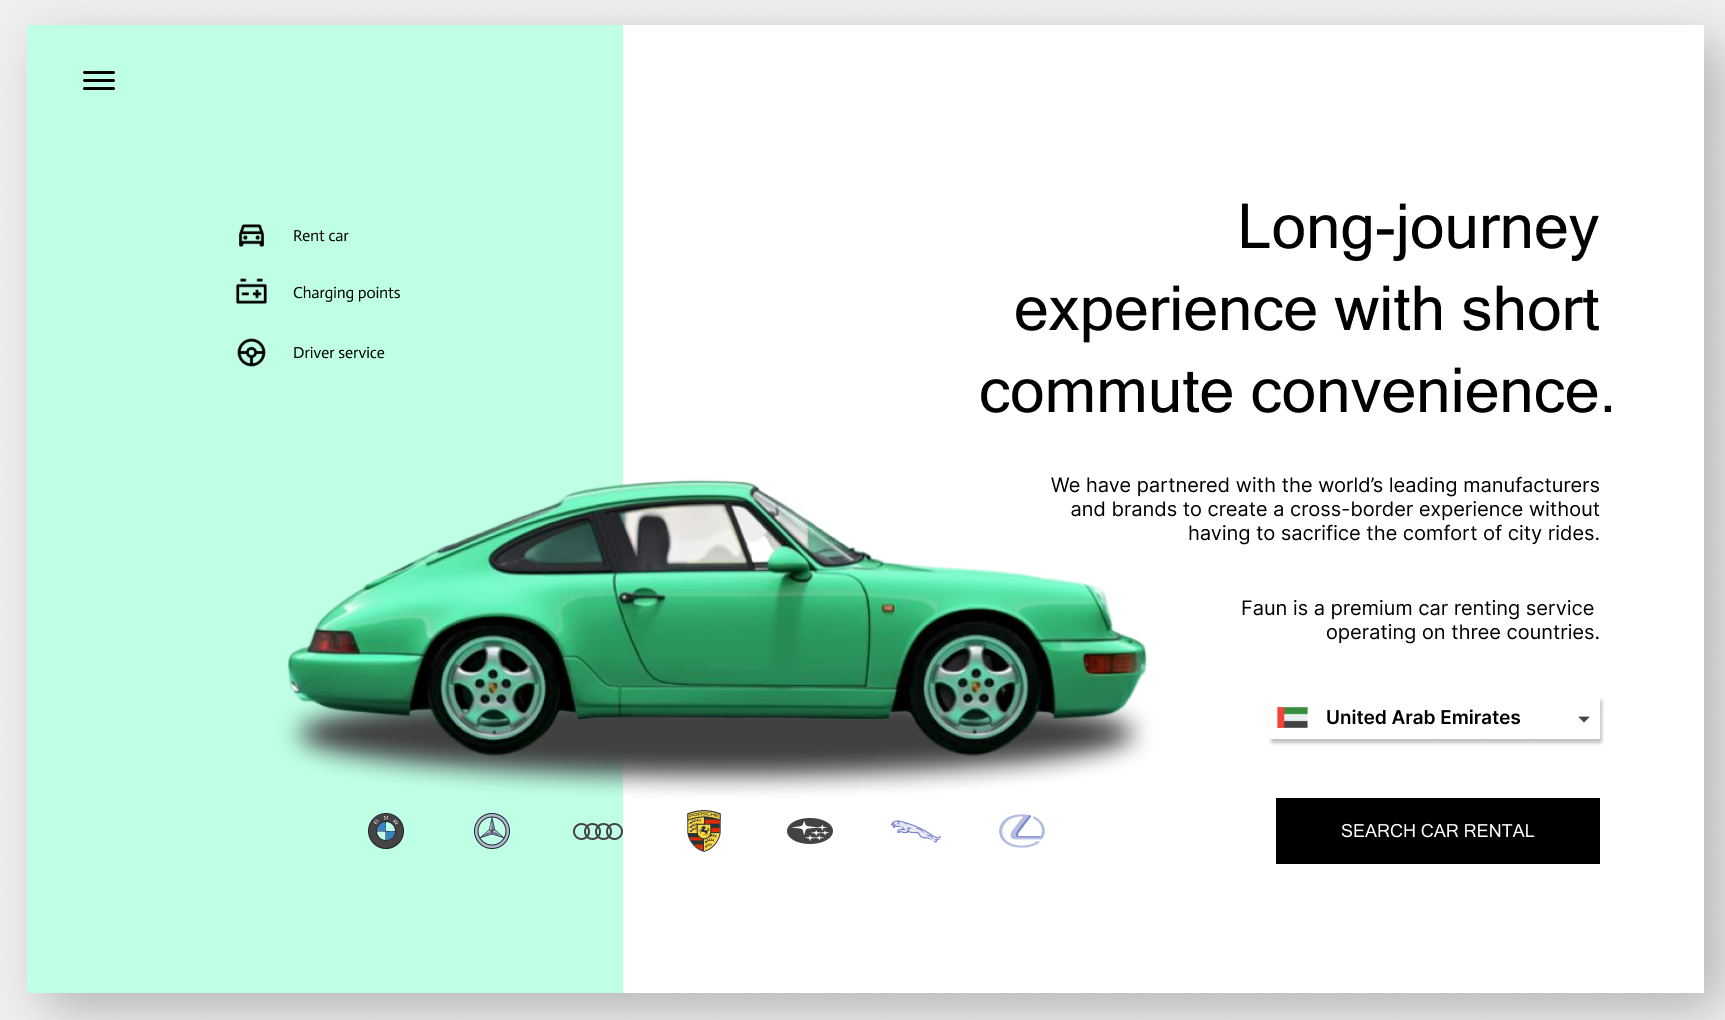 Rent car
Charging points
Driver service
Long-journey
experience with short
commute convenience.
We have partnered with the world’s leading manufacturers
and brands to create a cross-border experience without
having to sacrifice the comfort of city rides.
Faun is a premium car renting service
operating on three countries.
United Arab Emirates
BMW
SEARCH CAR RENTAL